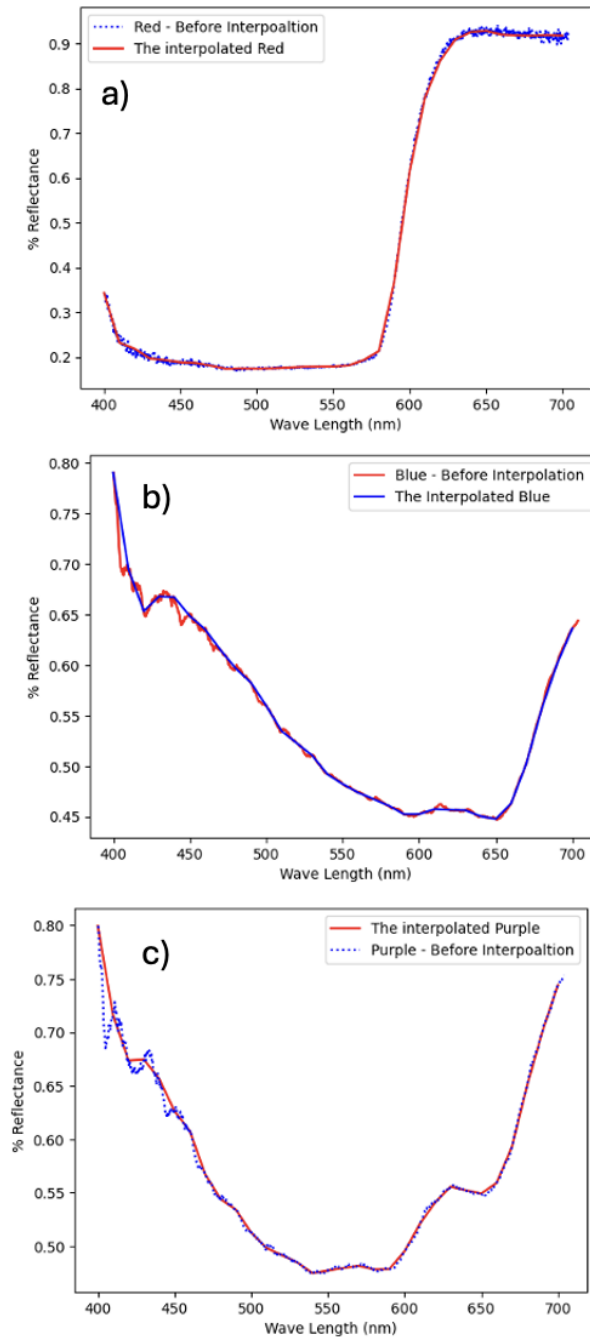 Red - Before Interpoaltion
The interpolated Red
a)
% Reflectance
0.9
0.8
0.7
0.6
0.5
0.4
0.3
0.2
400 450 500 550 600 650 700
Wave Length (nm)
Blue - Before Interpolation
The Interpolated Blue
b)
% Reflectance
0.80
0.75
0.70
0.65
0.60
0.55
0.50
0.45
400 450 500 550 600 650 700
Wave Length (nm)
The interpolated Purple
Purple - Before Interpoaltion
c)
% Reflectance
0.80
0.75
0.70
0.65
0.60
0.55
0.50
400 450 500 550 600 650 700
Wave Length (nm)